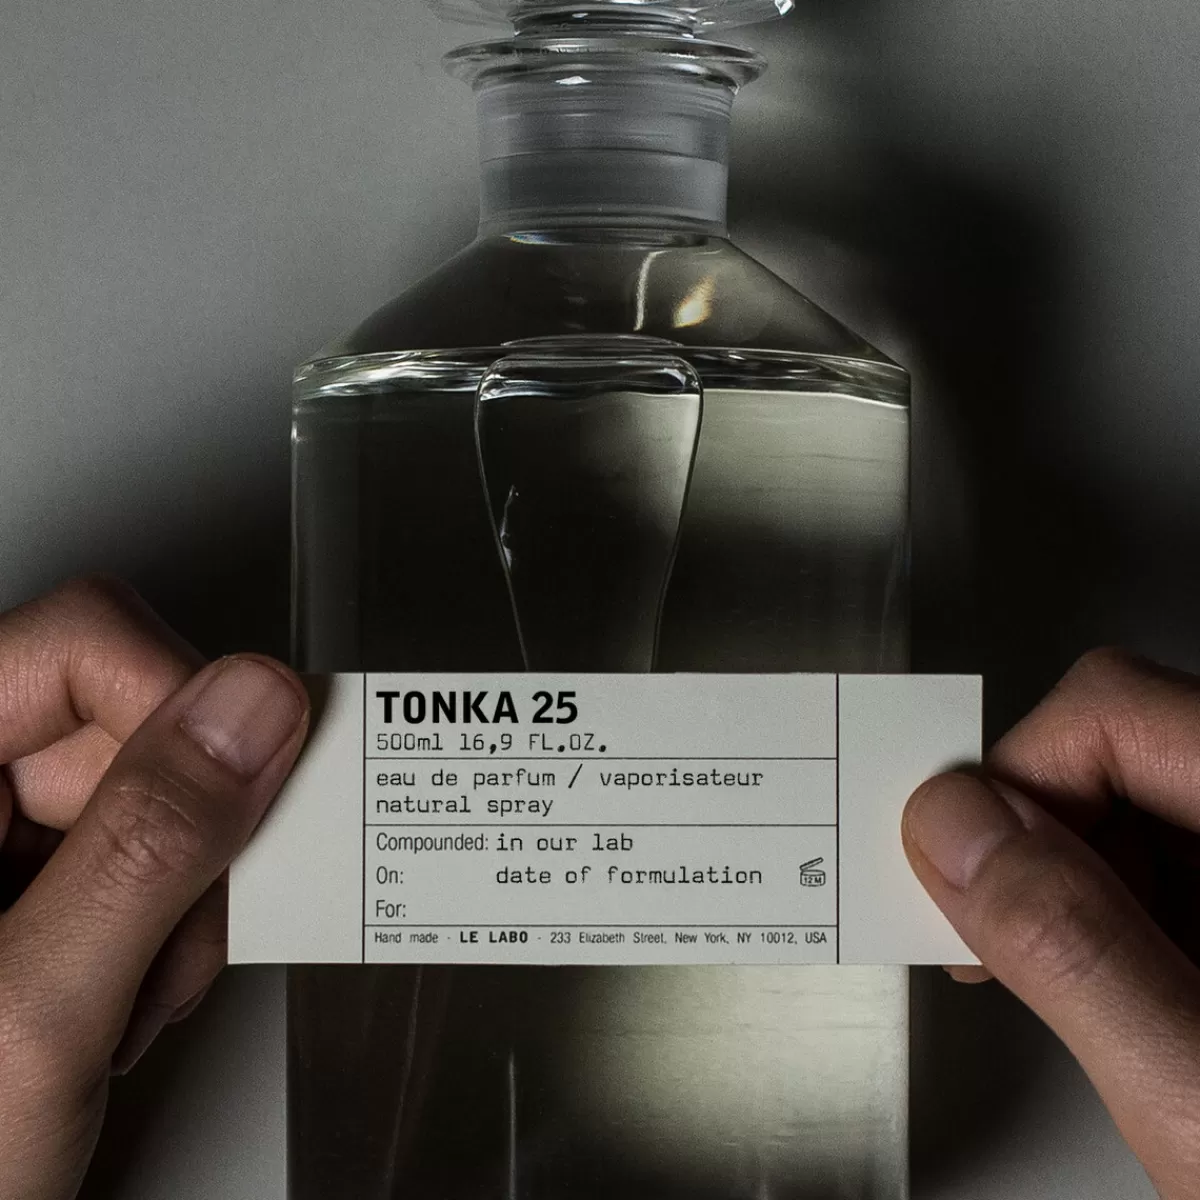 TONKA 25
500ml 16,9 FL.OZ.
eau de parfum / vaporisateur
natural spray
Compounded: in our lab
On: date of formulation
12M
For:
Hand made - LE LABO - 233 Elizabeth Street, New York, NY 10012, USA